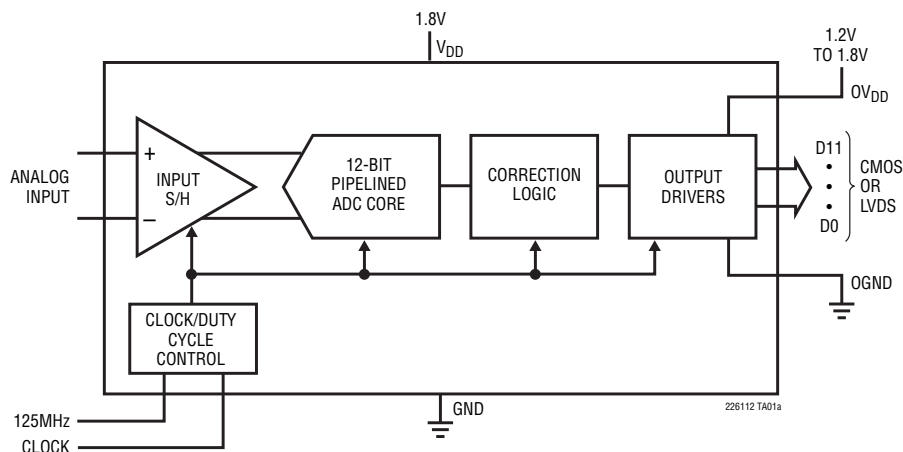 1.8V
VDD
1.2V
TO 1.8V
OVDD
ANALOG
INPUT
+
−
INPUT
S/H
12-BIT
PIPELINED
ADC CORE
CORRECTION
LOGIC
OUTPUT
DRIVERS
D11
•
•
•
D0
CMOS
OR
LVDS
OGND
CLOCK/DUTY
CYCLE
CONTROL
125MHz
CLOCK
GND
226112 TA01a